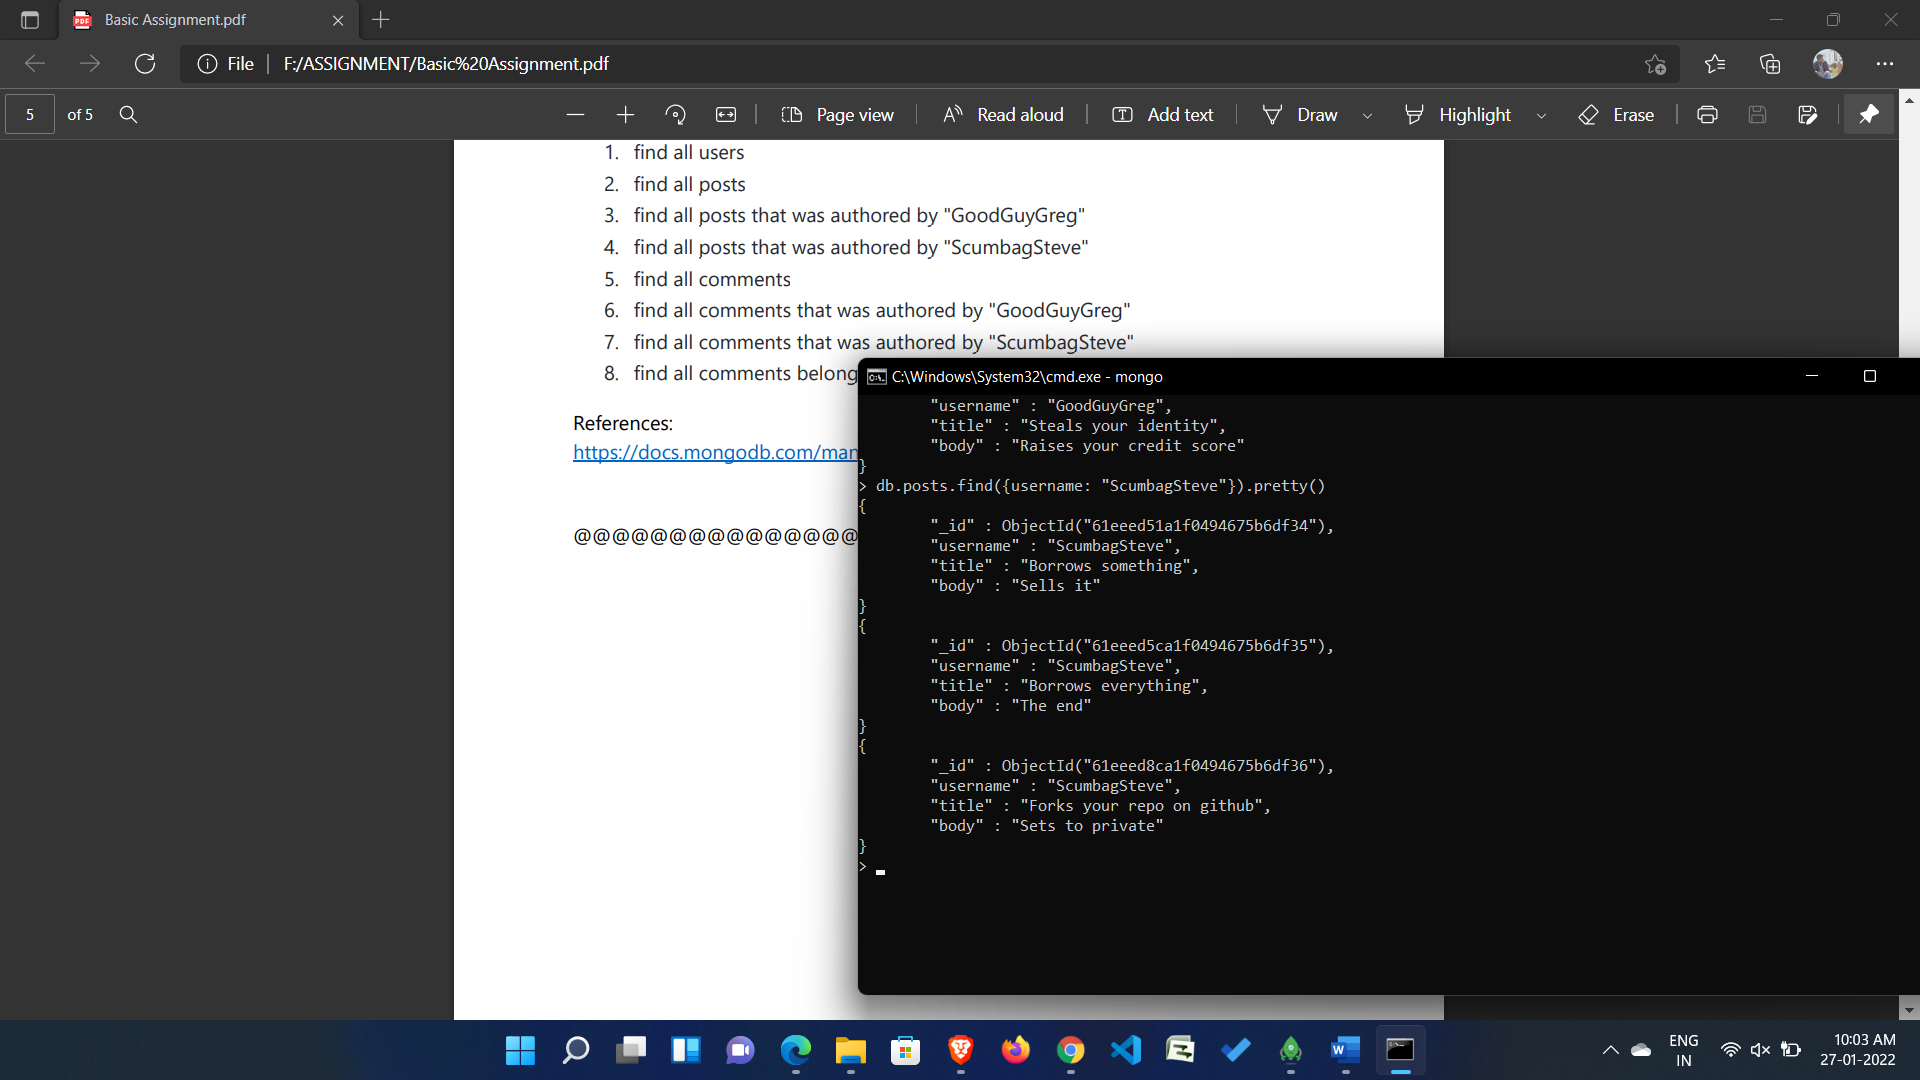 Basic Assignment.pdf
File
F:/ASSIGNMENT/Basic%20Assignment.pdf
5 of 5
Page view
Read aloud
Add text
Draw
Highlight
Erase
1. find all users
2. find all posts
3. find all posts that was authored by "GoodGuyGreg"
4. find all posts that was authored by "ScumbagSteve"
5. find all comments
6. find all comments that was authored by "GoodGuyGreg"
7. find all comments that was authored by "ScumbagSteve"
8. find all comments belong
References:
https://docs.mongodb.com/man
@@@@@@@@@@@@@@@
C:\Windows\System32\cmd.exe - mongo
"username" : "GoodGuyGreg",
"title" : "Steals your identity",
"body" : "Raises your credit score"
}
> db.posts.find({username: "ScumbagSteve"}).pretty()
{
"_id" : ObjectId("61eeed51a1f0494675b6df34"),
"username" : "ScumbagSteve",
"title" : "Borrows something",
"body" : "Sells it"
}
{
"_id" : ObjectId("61eeed5ca1f0494675b6df35"),
"username" : "ScumbagSteve",
"title" : "Borrows everything",
"body" : "The end"
}
{
"_id" : ObjectId("61eeed8ca1f0494675b6df36"),
"username" : "ScumbagSteve",
"title" : "Forks your repo on github",
"body" : "Sets to private"
}
>
ENG
IN
10:03 AM
27-01-2022